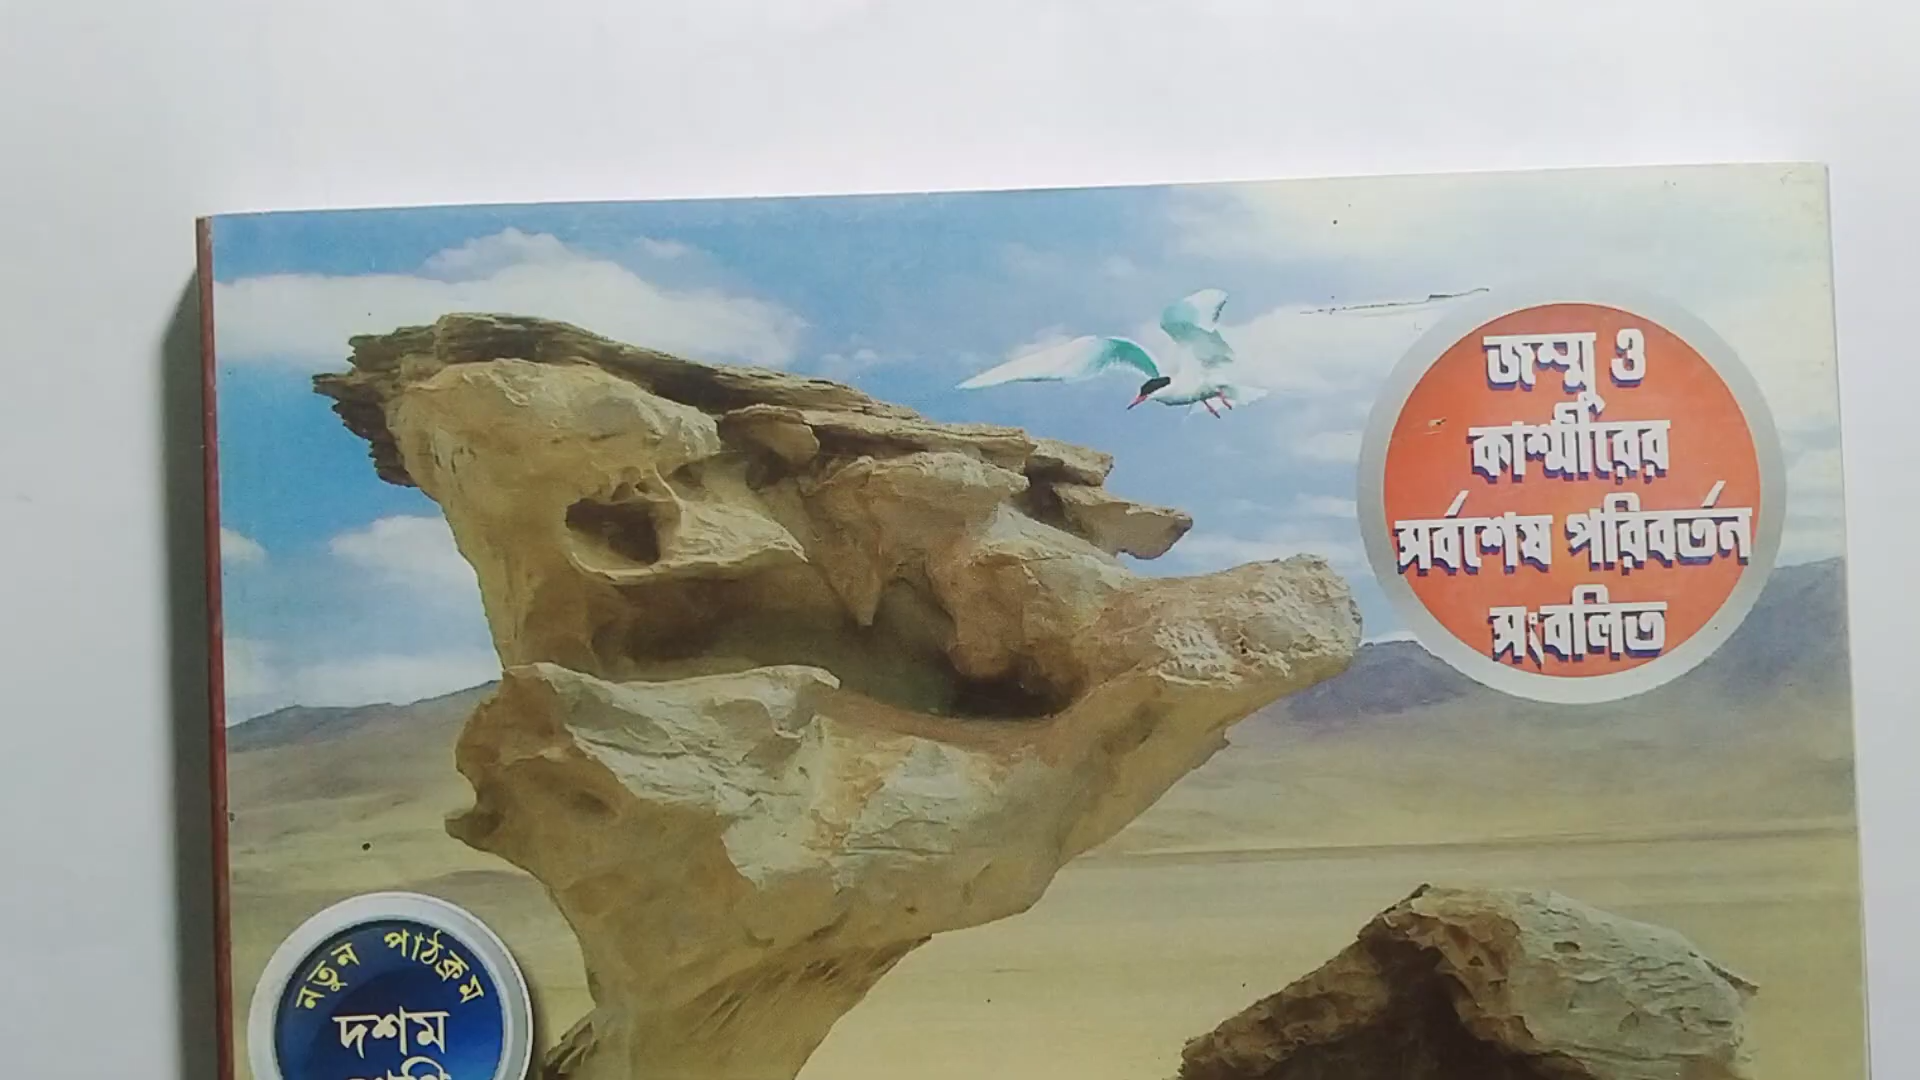 জম্মু ও
কাশ্মীরের
সর্বশেষ পরিবর্তন
সংবলিত
নতুন পাঠক্রম
দশম